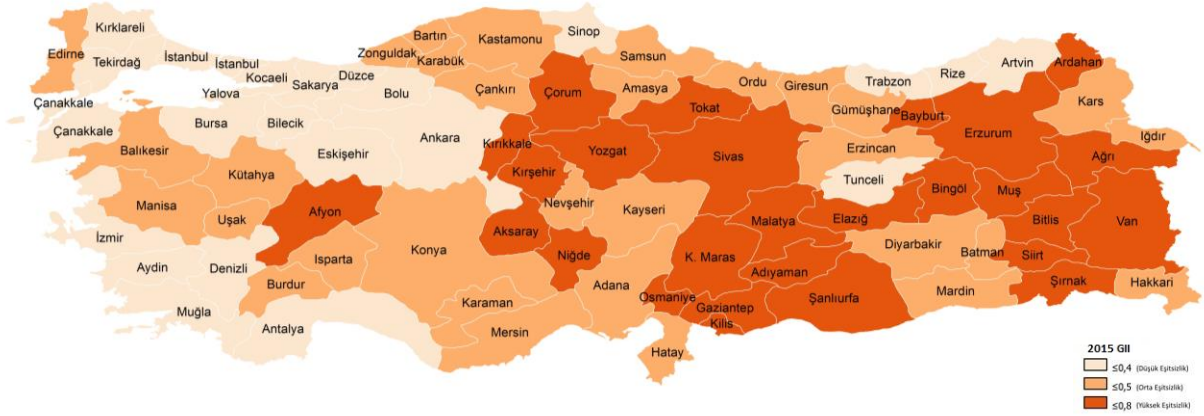 Kırklareli
Edirne
Tekirdağ
İstanbul
İstanbul
Kocaeli
Sakarya
Düzce
Bolu
Zonguldak
Bartın
Karabük
Kastamonu
Sinop
Samsun
Çankırı
Çorum
Amasya
Tokat
Ordu
Giresun
Gümüşhane
Trabzon
Rize
Artvin
Ardahan
Kars
Iğdır
Bayburt
Erzurum
Erzincan
Ağrı
Çanakkale
Çanakkale
Yalova
Bursa
Bilecik
Eskişehir
Ankara
Kırıkkale
Kırşehir
Yozgat
Sivas
Tunceli
Bingöl
Muş
Bitlis
Van
Balıkesir
Kütahya
Manisa
Uşak
Afyon
Konya
Aksaray
Nevşehir
Kayseri
Niğde
Malatya
Elazığ
Diyarbakir
Batman
Siirt
Şırnak
Hakkari
Mardin
İzmir
Aydin
Denizli
Isparta
Burdur
Muğla
Antalya
Karaman
Mersin
Adana
K. Maras
Adıyaman
Osmaniye
Gaziantep
Kilis
Şanlıurfa
Hatay
2015 GII
≤0,4 (Düşük Eşitsizlik)
≤0,5 (Orta Eşitsizlik)
≤0,8 (Yüksek Eşitsizlik)